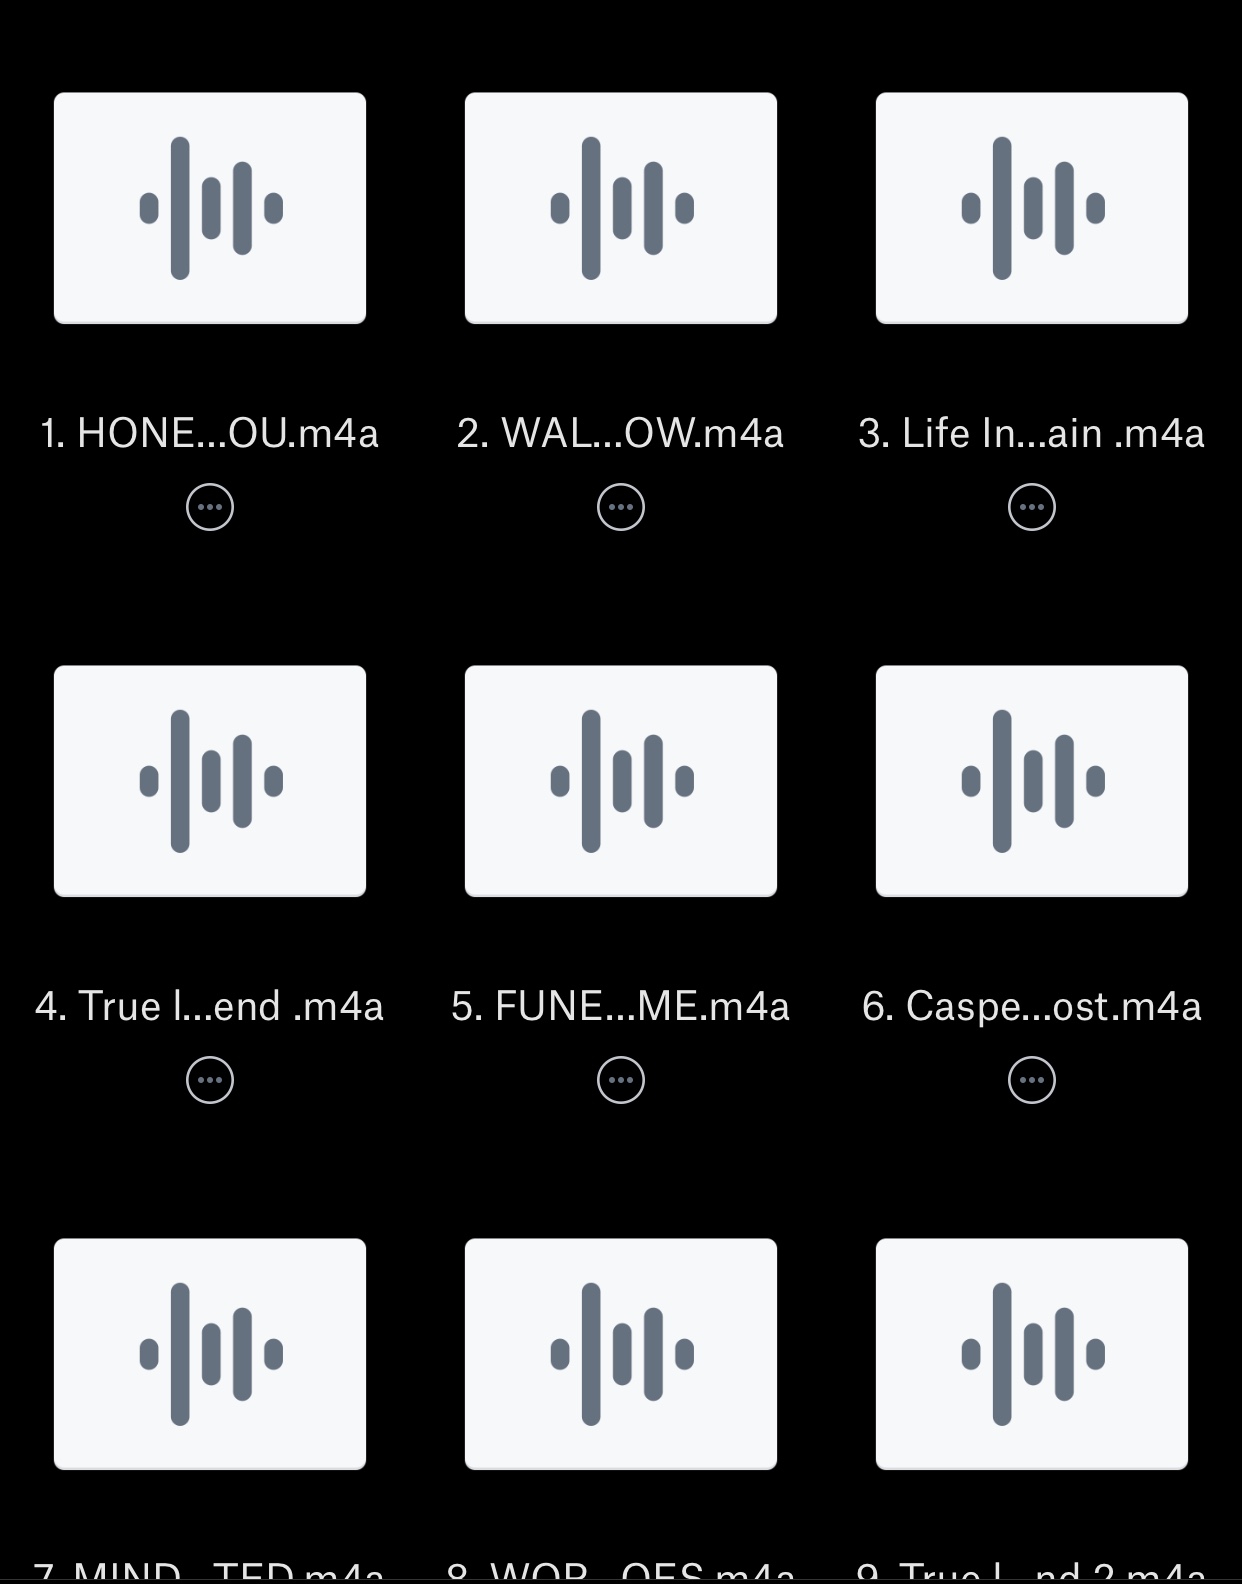 1. HONE...OU.m4a
2. WAL...OW.m4a
3. Life In...ain .m4a
4. True l...end .m4a
5. FUNE...ME.m4a
6. Caspe...ost.m4a
7. MIND...TED.m4a
8. WOR...OES.m4a
9. True l...nd 2.m4a